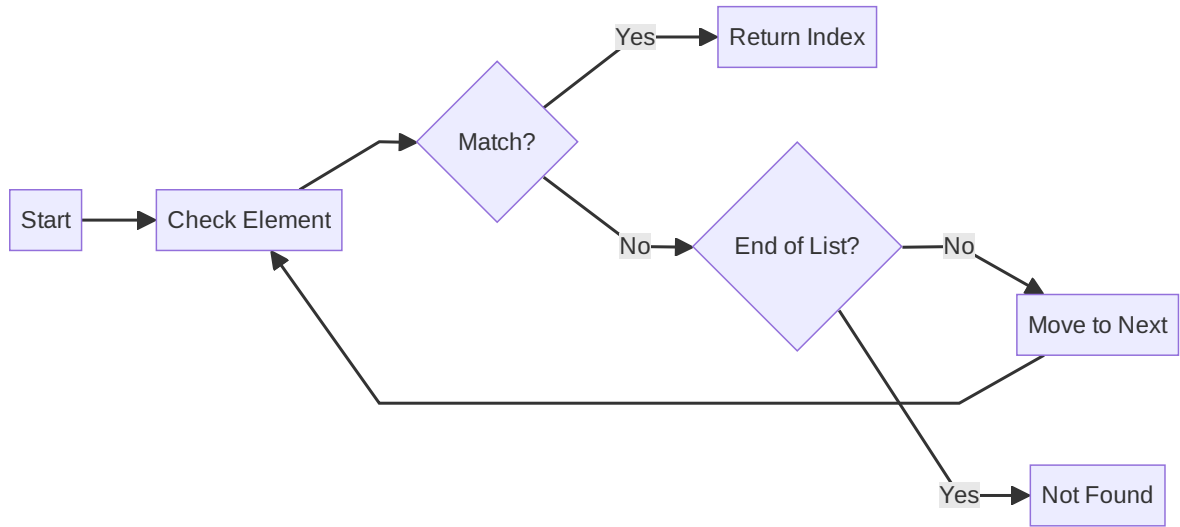 Start
Check Element
Match?
Yes
Return Index
No
End of List?
No
Move to Next
Yes
Not Found